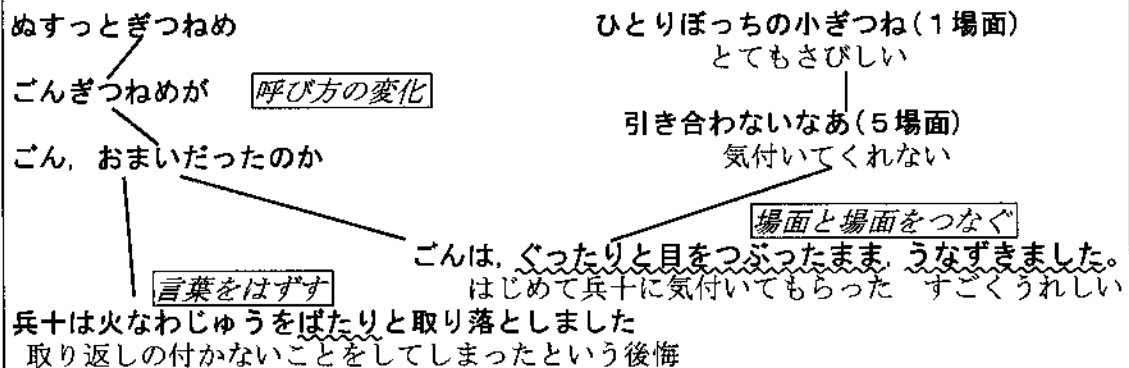 ぬすっとぎつねめ
ひとりぼっちの小ぎつね(1場面)
とてもさびしい
ごんぎつねめが 呼び方の変化
引き合わないなあ(5場面)
気付いてくれない
ごん,おまいだったのか
場面と場面をつなぐ
ごんは,ぐったりと目をつぶったまま,うなずきました。
はじめて兵十に気付いてもらった すごくうれしい
言葉をはずす
兵十は火なわじゅうをばたりと取り落としました
取り返しの付かないことをしてしまったという後悔